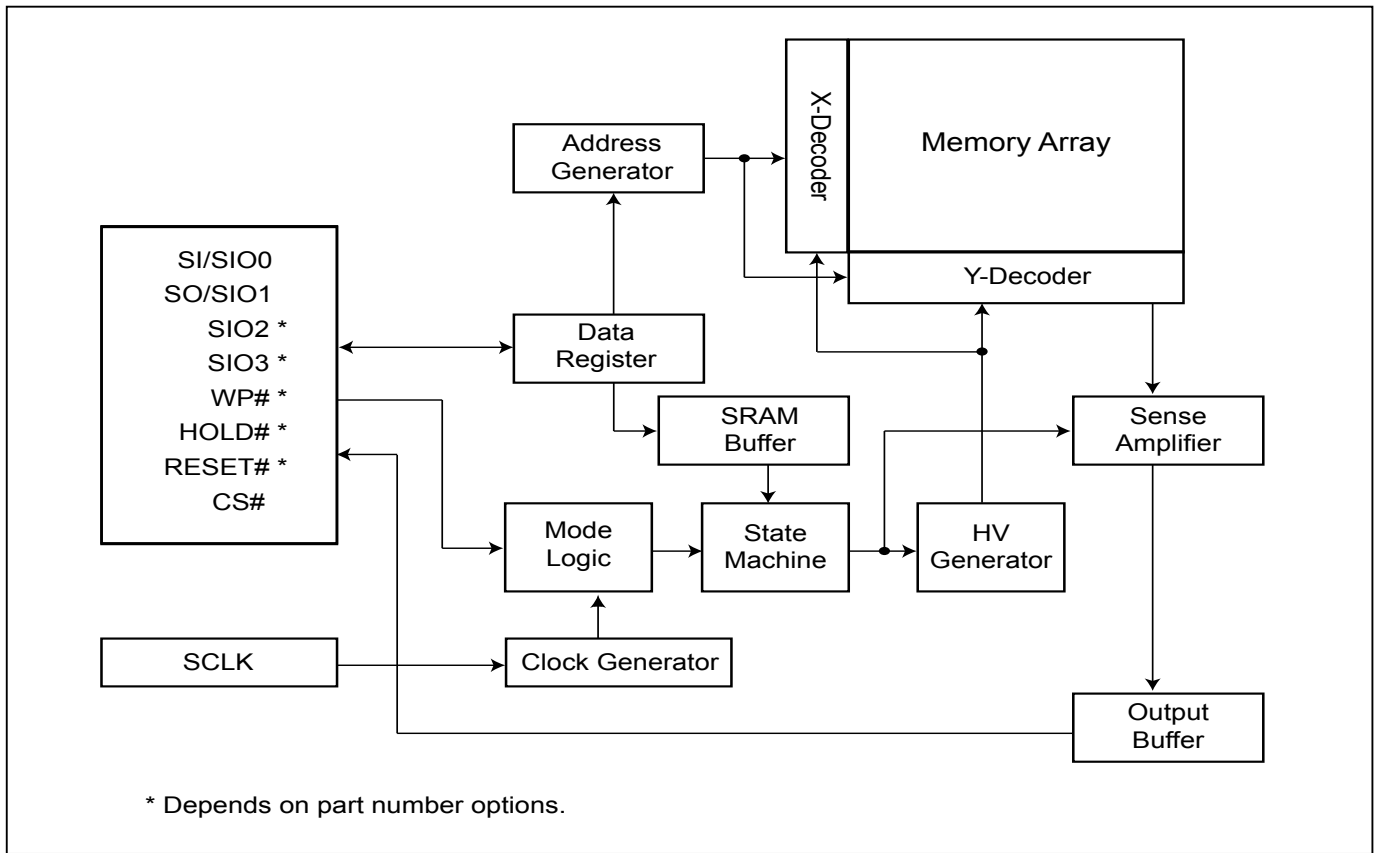 X-Decoder
Memory Array
Address
Generator
Y-Decoder
SI/SIO0
SO/SIO1
SIO2 *
SIO3 *
WP# *
HOLD# *
RESET# *
CS#
Data
Register
SRAM
Buffer
Sense
Amplifier
Mode
Logic
State
Machine
HV
Generator
SCLK
Clock Generator
Output
Buffer
* Depends on part number options.